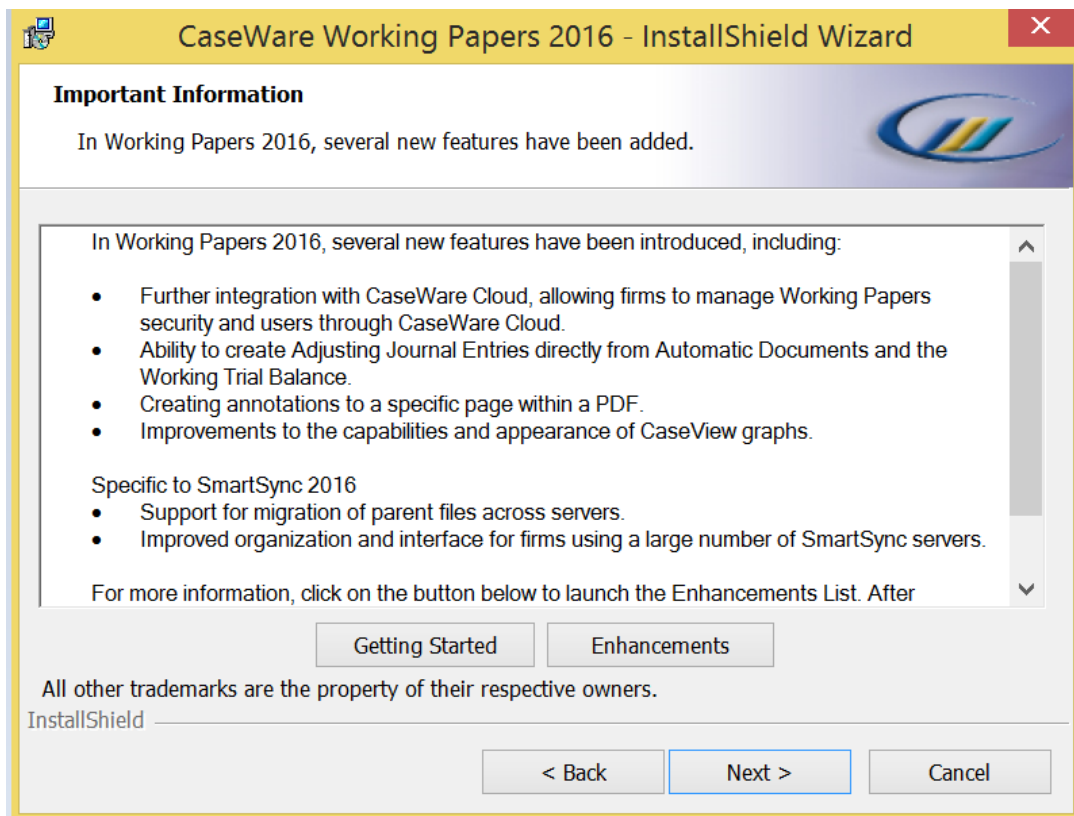 CaseWare Working Papers 2016 - InstallShield Wizard
Important Information
In Working Papers 2016, several new features have been added.
In Working Papers 2016, several new features have been introduced, including:
• Further integration with CaseWare Cloud, allowing firms to manage Working Papers
security and users through CaseWare Cloud.
• Ability to create Adjusting Journal Entries directly from Automatic Documents and the
Working Trial Balance.
• Creating annotations to a specific page within a PDF.
• Improvements to the capabilities and appearance of CaseView graphs.
Specific to SmartSync 2016
• Support for migration of parent files across servers.
• Improved organization and interface for firms using a large number of SmartSync servers.
For more information, click on the button below to launch the Enhancements List. After
Getting Started Enhancements
All other trademarks are the property of their respective owners.
InstallShield
< Back Next > Cancel